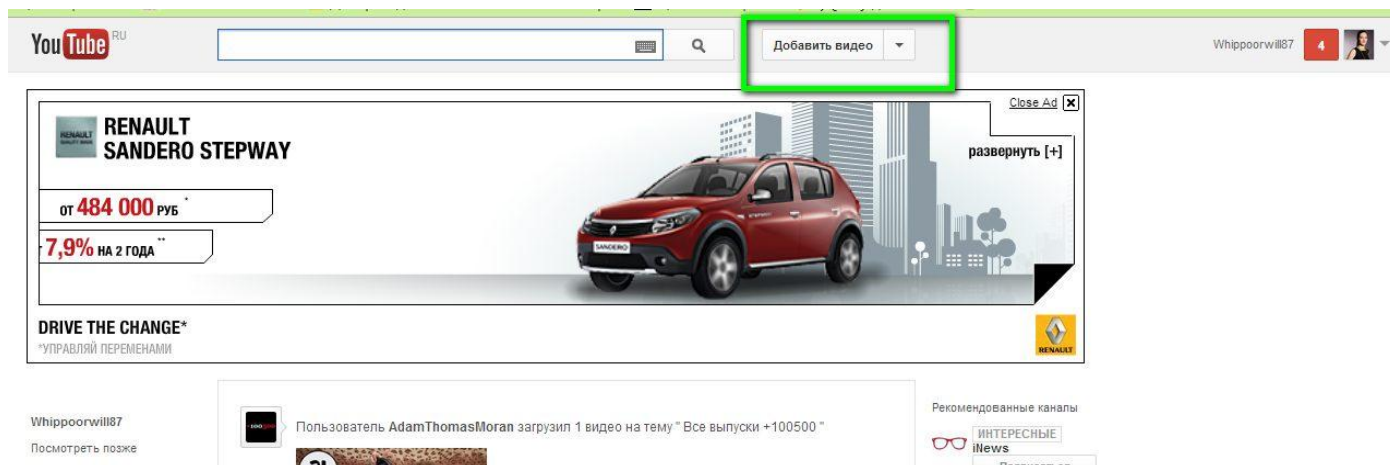 YouTube RU
Добавить видео
Whippoorwill87 4
Close Ad X
RENAULT
SANDERO STEPWAY
развернуть [+]
от 484 000 РУБ *
7,9% НА 2 ГОДА **
SANDERO
DRIVE THE CHANGE*
*УПРАВЛЯЙ ПЕРЕМЕНАМИ
RENAULT
Whippoorwill87
Посмотреть позже
Пользователь AdamThomasMoran загрузил 1 видео на тему " Все выпуски +100500 "
Рекомендованные каналы
ИНТЕРЕСНЫЕ
iNews